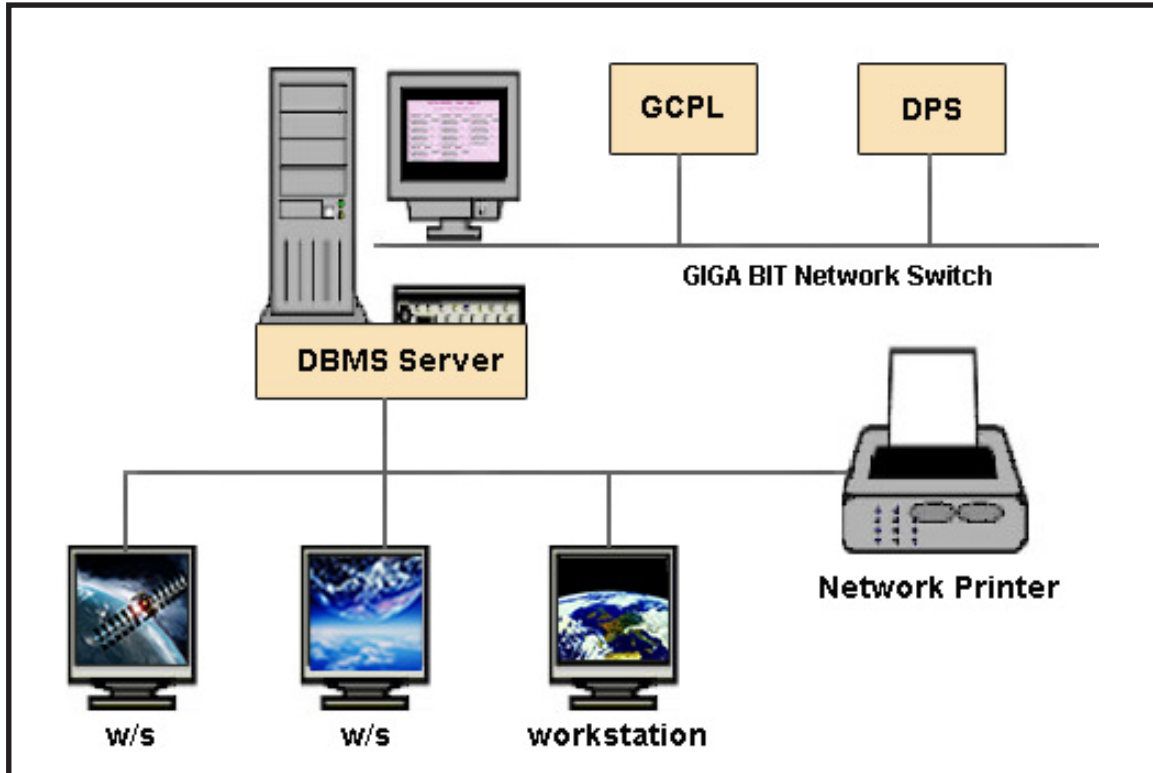 GCPL
DPS
GIGA BIT Network Switch
DBMS Server
Network Printer
w/s
w/s
workstation